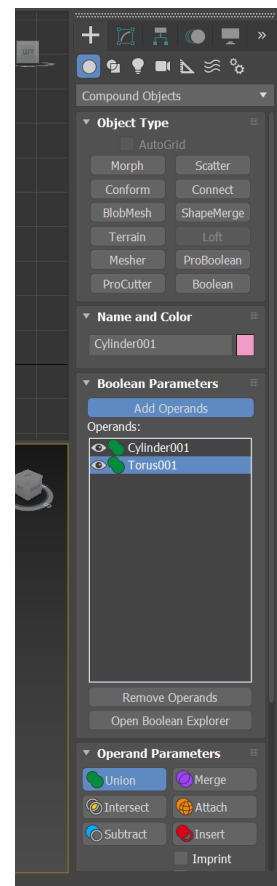 LEFT
»
Compound Objects
Object Type
AutoGrid
Morph Scatter
Conform Connect
BlobMesh ShapeMerge
Terrain Loft
Mesher ProBoolean
ProCutter Boolean
Name and Color
Cylinder001
Boolean Parameters
Add Operands
Operands:
Cylinder001
Torus001
Remove Operands
Open Boolean Explorer
Operand Parameters
Union Merge
Intersect Attach
Subtract Insert
Imprint